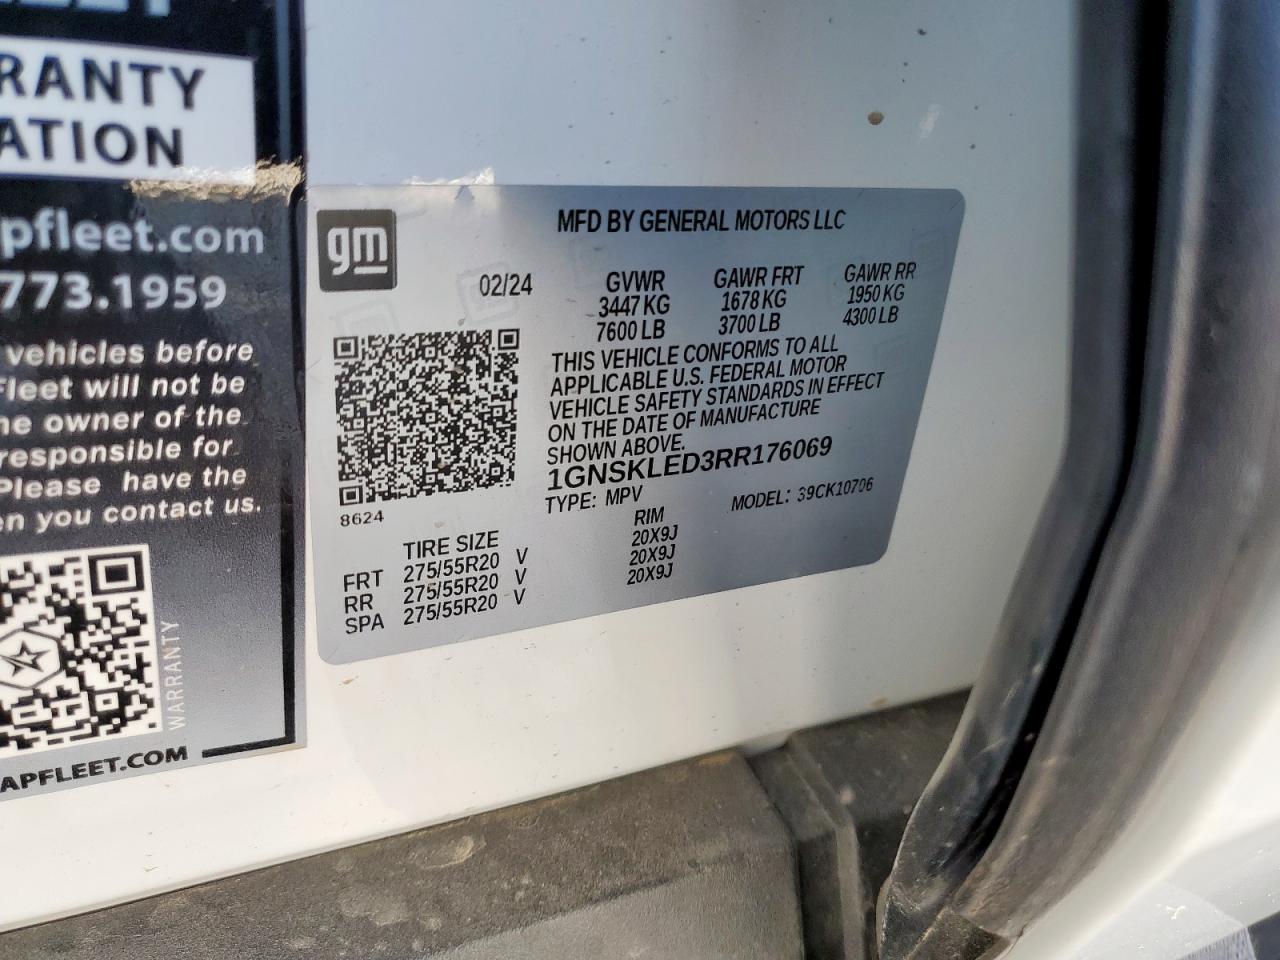 RANTY
ATION
pfleet.com
773.1959
vehicles before
Fleet will not be
he owner of the
responsible for
Please have the
en you contact us.
WARRANTY
APFLEET.COM
gm
MFD BY GENERAL MOTORS LLC
02/24 GVWR GAWR FRT GAWR RR
3447 KG 1678 KG 1950 KG
7600 LB 3700 LB 4300 LB
THIS VEHICLE CONFORMS TO ALL
APPLICABLE U.S. FEDERAL MOTOR
VEHICLE SAFETY STANDARDS IN EFFECT
ON THE DATE OF MANUFACTURE
SHOWN ABOVE.
1GNSKLED3RR176069
TYPE: MPV MODEL: 39CK10706
8624
TIRE SIZE RIM
FRT 275/55R20 V 20X9J
RR 275/55R20 V 20X9J
SPA 275/55R20 V 20X9J